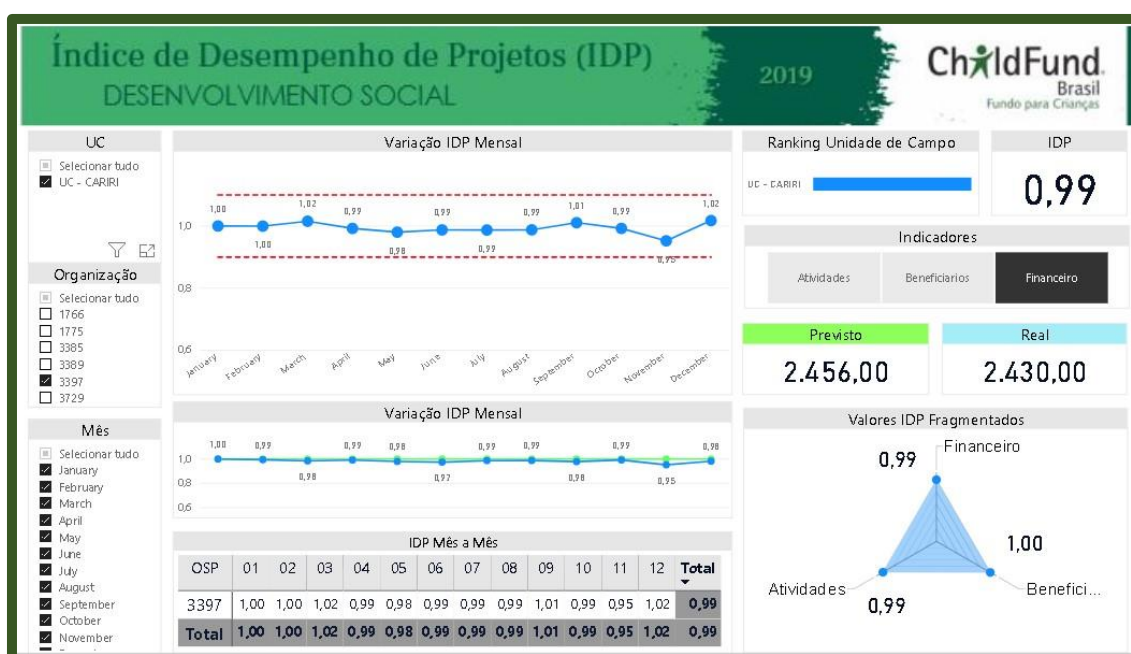 Índice de Desempenho de Projetos (IDP)
DESENVOLVIMENTO SOCIAL
2019
ChildFund
Brasil
Fundo para Crianças
UC
Selecionar tudo
UC - CARIRI
Organização
Selecionar tudo
1766
1775
3385
3389
3397
3729
Mês
Selecionar tudo
January
February
March
April
May
June
July
August
September
October
November
Variação IDP Mensal
1,00 1,02 0,99 0,99 0,99 1,01 0,99 1,02
1,0
1,00 0,98 0,99 0,95
0,8
0,6
January February March April May June July August September October November December
Variação IDP Mensal
1,00 0,99 0,99 0,98 0,99 0,99 0,99 0,98
1,0
0,8
0,98 0,97 0,98 0,95
0,6
IDP Mês a Mês
OSP 01 02 03 04 05 06 07 08 09 10 11 12 Total
3397 1,00 1,00 1,02 0,99 0,98 0,99 0,99 0,99 1,01 0,99 0,95 1,02 0,99
Total 1,00 1,00 1,02 0,99 0,98 0,99 0,99 0,99 1,01 0,99 0,95 1,02 0,99
Ranking Unidade de Campo
UC - CARIRI
IDP
0,99
Indicadores
Atividades Beneficiarios Financeiro
Previsto
2.456,00
Real
2.430,00
Valores IDP Fragmentados
Financeiro
0,99
1,00
Atividades
0,99
Benefici...